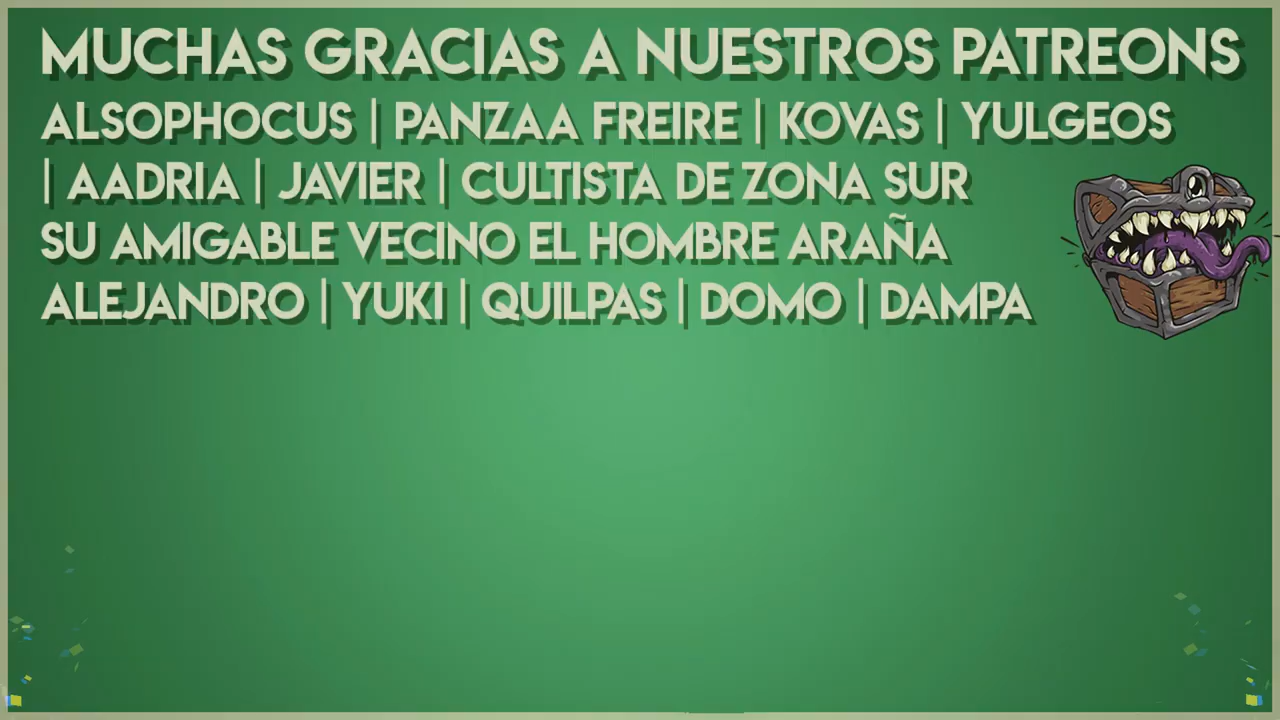 MUCHAS GRACIAS A NUESTROS PATREONS
ALSOPHOCUS | PANZAA FREIRE | KOVAS | YULGEOS
| AADRIA | JAVIER | CULTISTA DE ZONA SUR
SU AMIGABLE VECINO EL HOMBRE ARAÑA
ALEJANDRO | YUKI | QUILPAS | DOMO | DAMPA